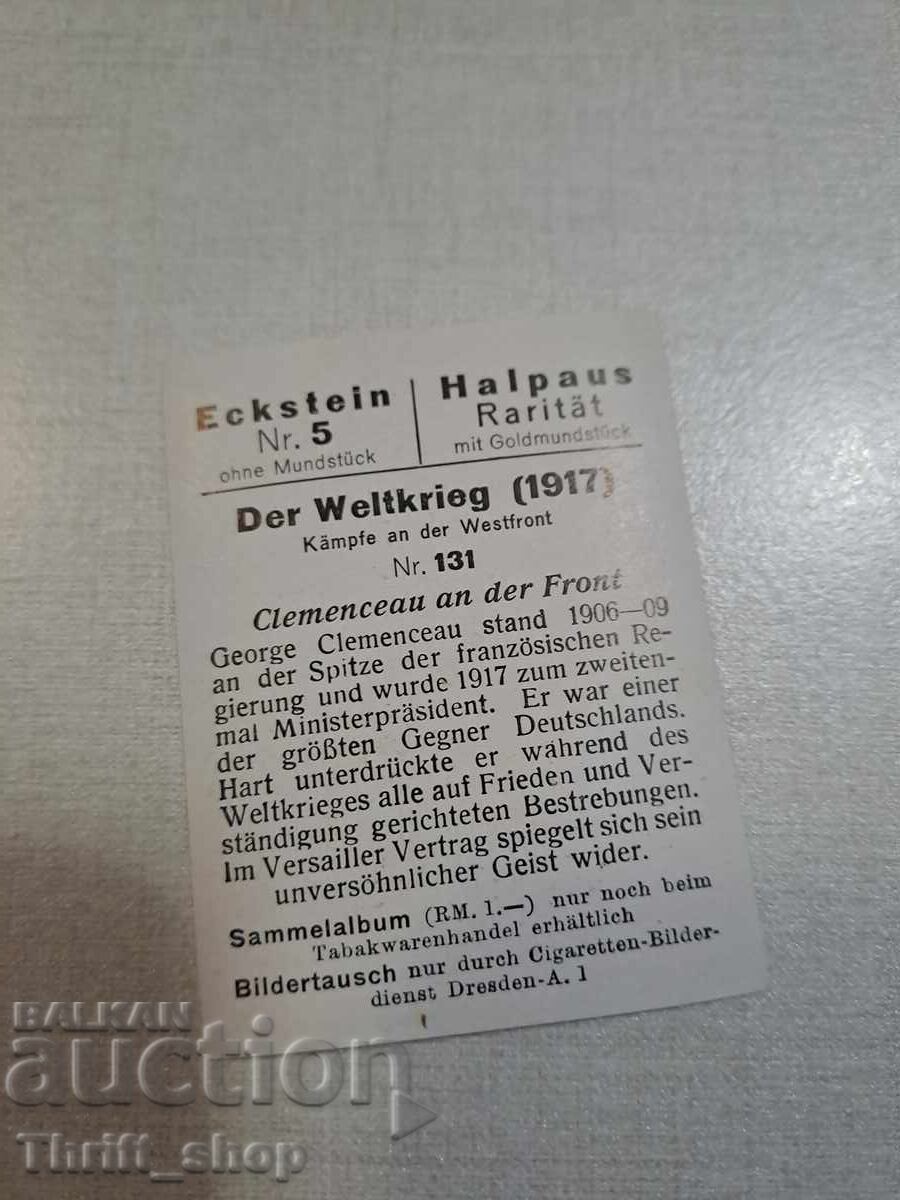 Eckstein
Nr. 5
ohne Mundstück
Halpaus
Rarität
mit Goldmundstück
Der Weltkrieg (1917)
Kämpfe an der Westfront
Nr. 131
Clemenceau an der Front
George Clemenceau stand 1906—09
an der Spitze der französischen Re-
gierung und wurde 1917 zum zweiten-
mal Ministerpräsident. Er war einer
der größten Gegner Deutschlands.
Hart unterdrückte er während des
Weltkrieges alle auf Frieden und Ver-
ständigung gerichteten Bestrebungen.
Im Versailler Vertrag spiegelt sich sein
unversöhnlicher Geist wider.
Sammelalbum (RM. 1.—) nur noch beim
Tabakwarenhandel erhältlich
Bildertausch nur durch Cigaretten-Bilder-
dienst Dresden-A. 1
BALKAN
auction
Thrift_shop